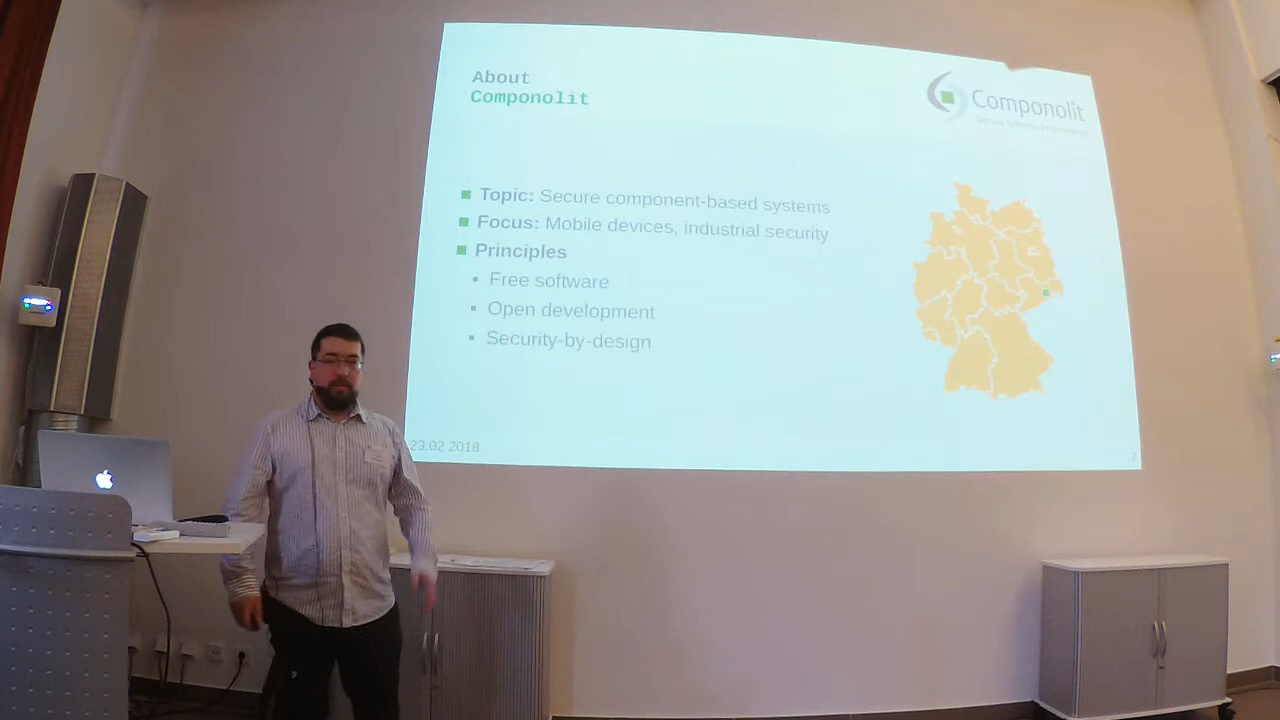 About
Componolit
Componolit
Topic: Secure component-based systems
Focus: Mobile devices, industrial security
Principles
Free software
Open development
Security-by-design
23.02.2018
2